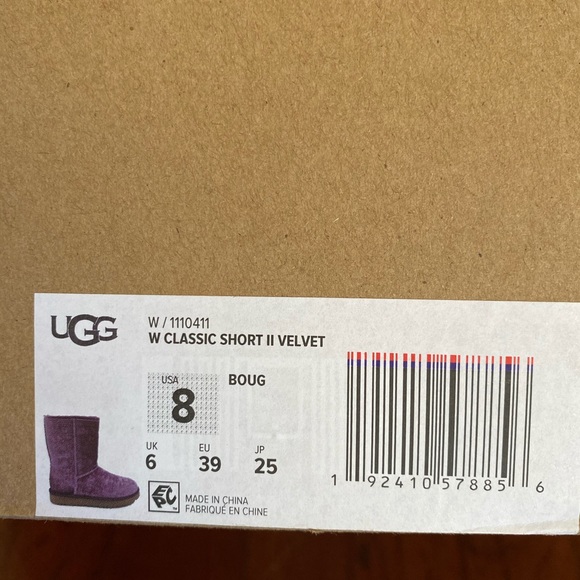 UGG
W / 1110411
W CLASSIC SHORT II VELVET
USA
8
BOUG
UK
6
EU
39
JP
25
EPC
MADE IN CHINA
FABRIQUÉ EN CHINE
1 92410 57885 6